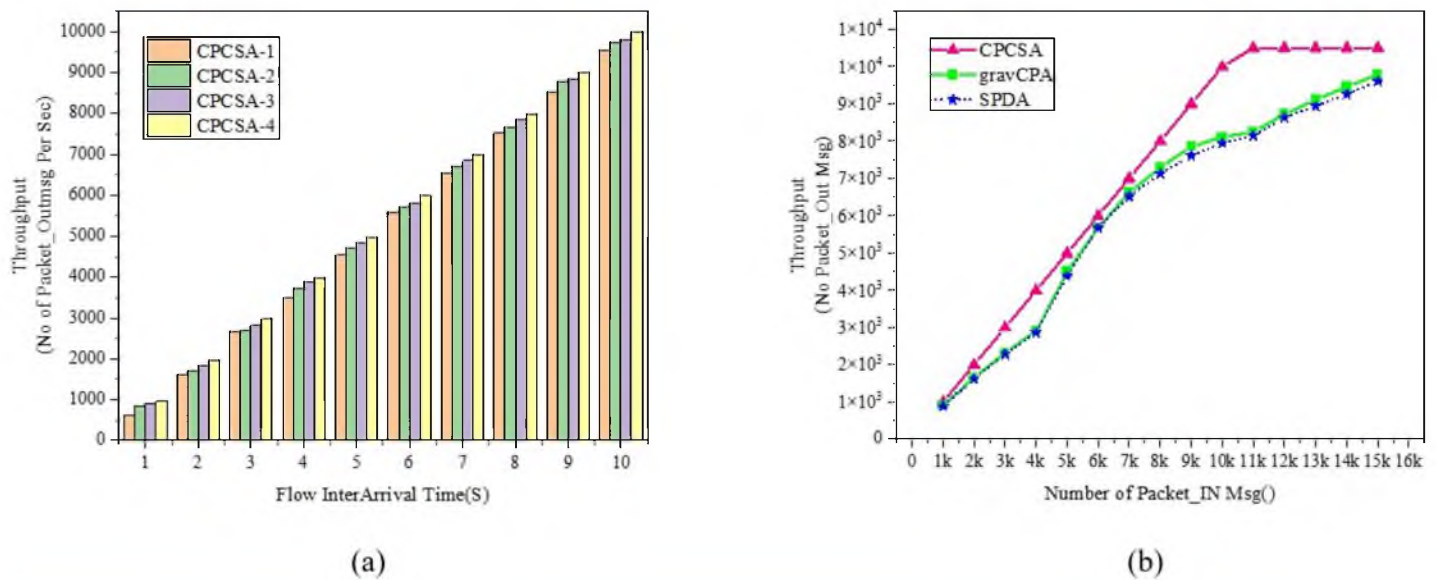 CPCSA-1
CPCSA-2
CPCSA-3
CPCSA-4
10000
9000
8000
7000
6000
5000
4000
3000
2000
1000
0
Throughput
(No of Packet_Outmsg Per Sec)
1 2 3 4 5 6 7 8 9 10
Flow InterArrival Time(S)
(a)
CPCSA
gravCPA
SPDA
1×10⁴
1×10⁴
9×10³
8×10³
7×10³
6×10³
5×10³
4×10³
3×10³
2×10³
1×10³
0
Throughput
(No Packet_Out Msg)
0 1k 2k 3k 4k 5k 6k 7k 8k 9k 10k 11k 12k 13k 14k 15k 16k
Number of Packet_IN Msg()
(b)